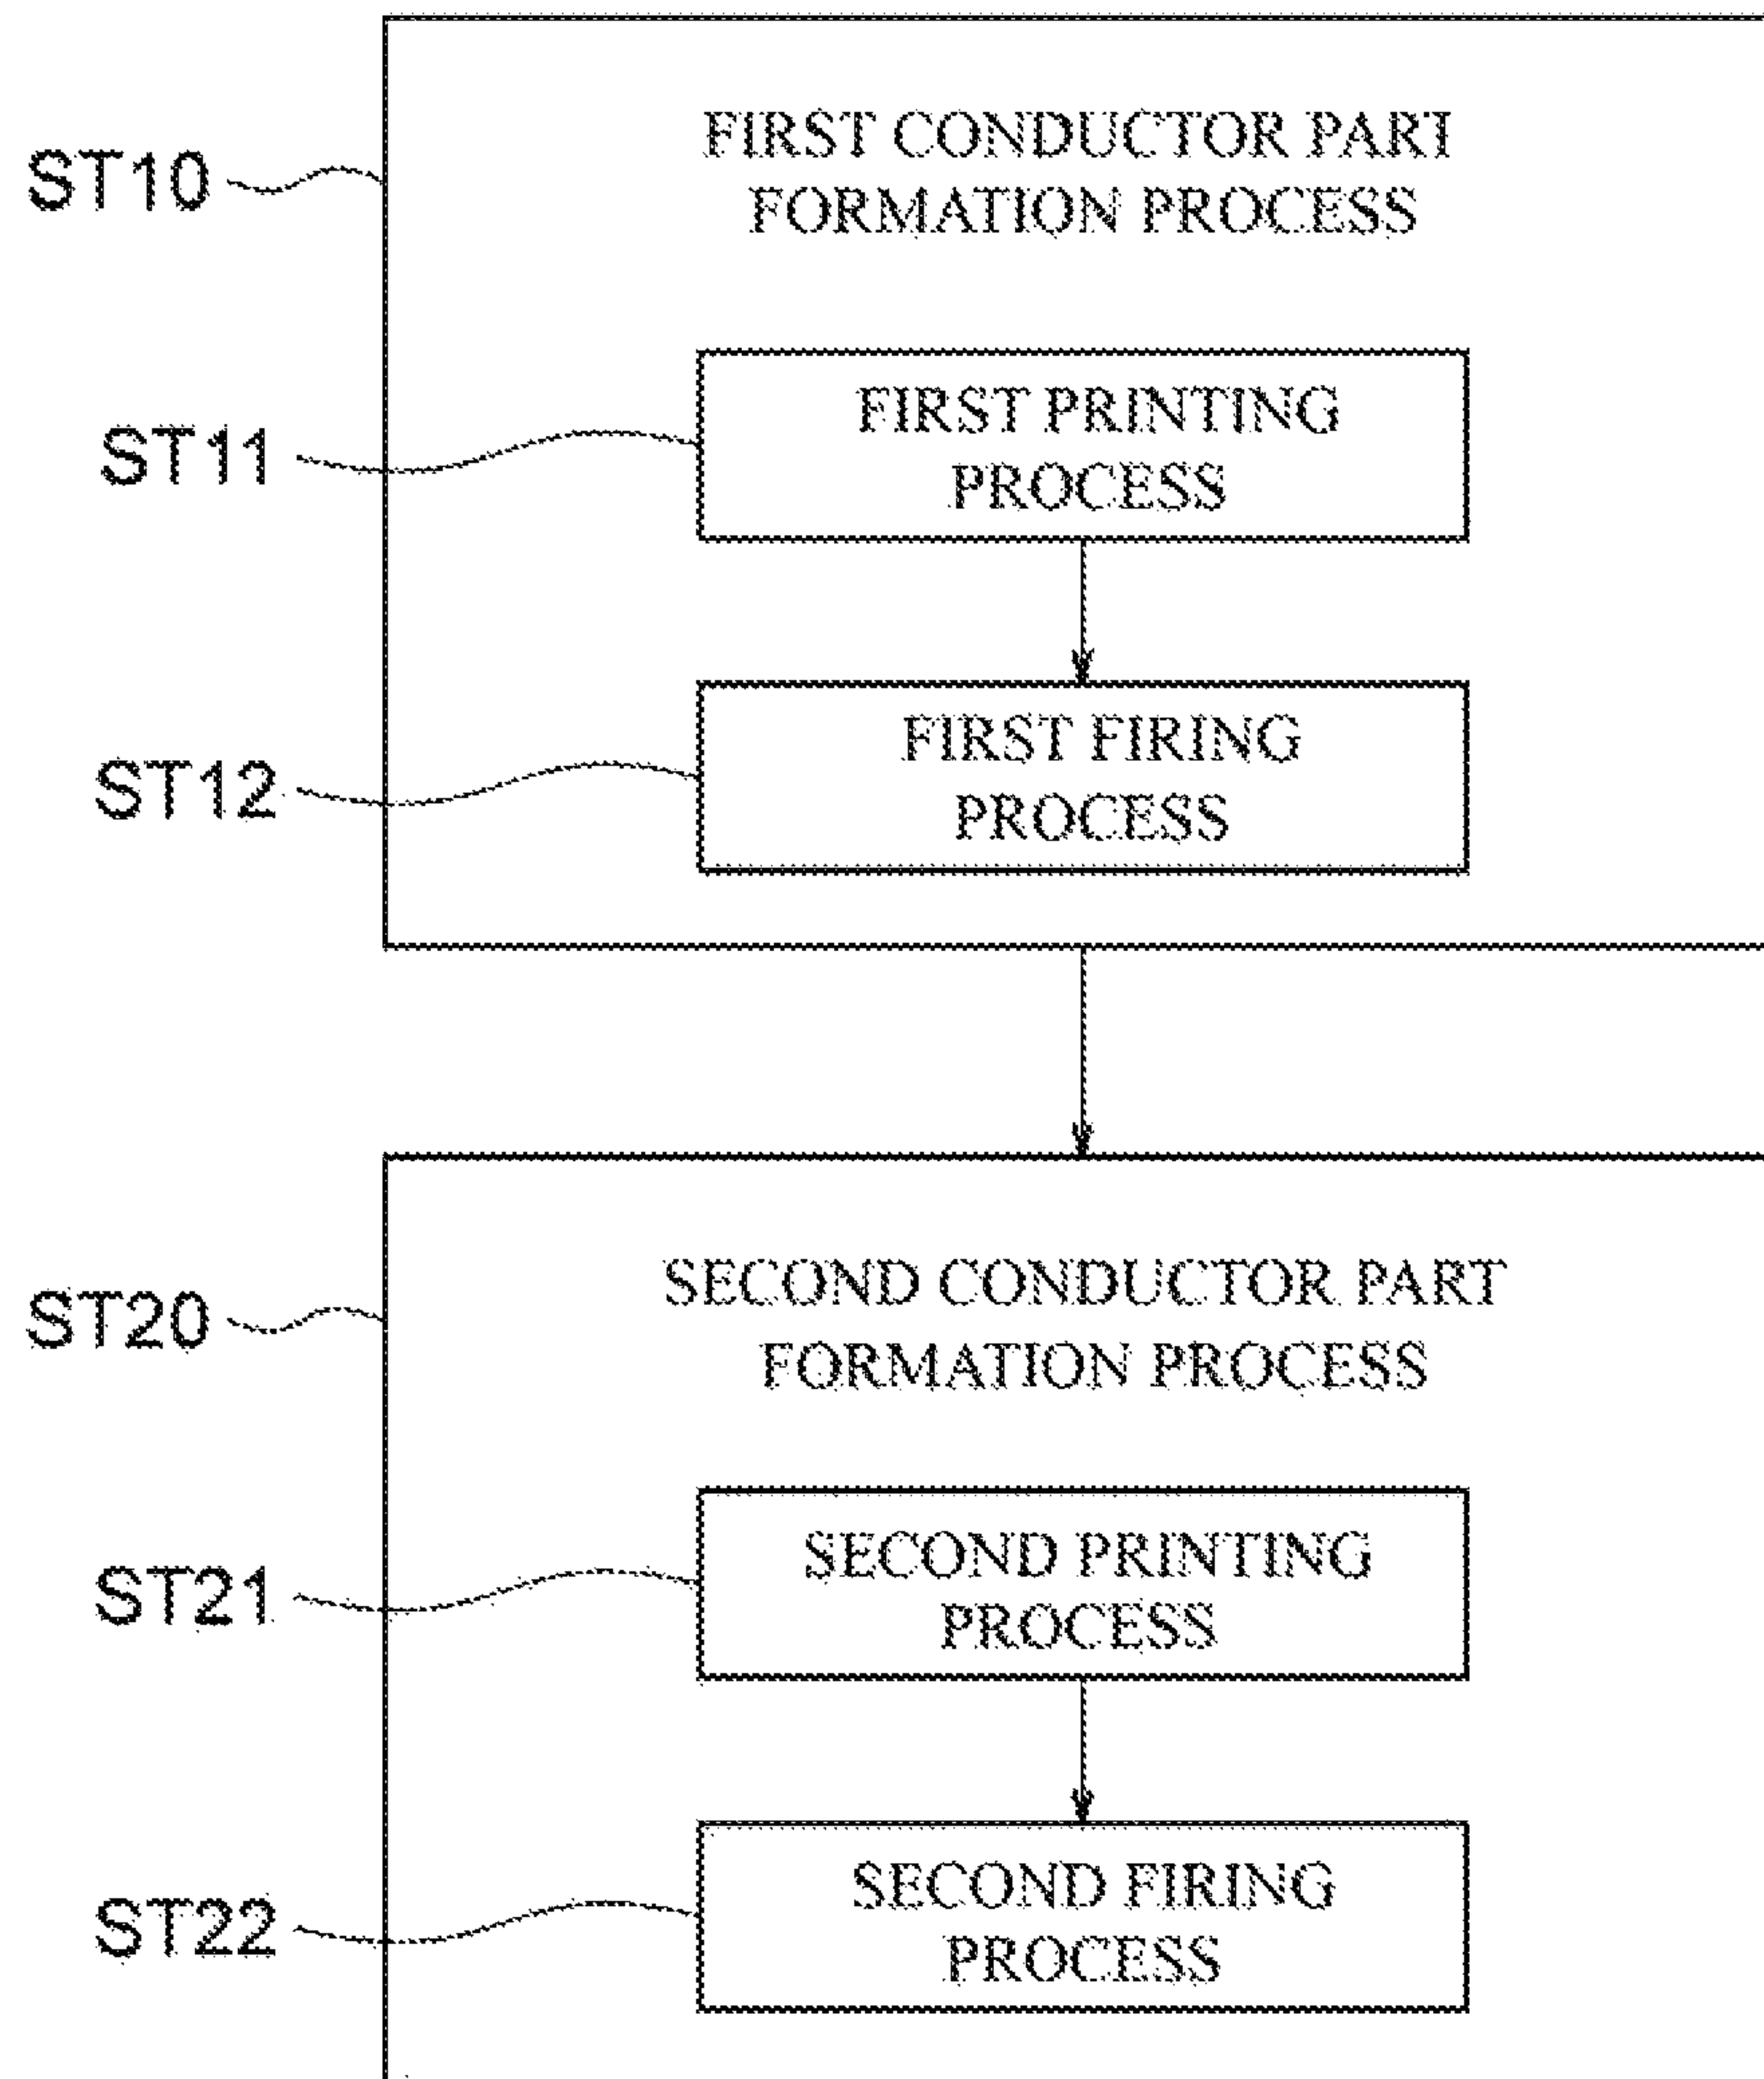 FIRST CONDUCTOR PART
FORMATION PROCESS
ST10
FIRST PRINTING
PROCESS
ST11
FIRST FIRING
PROCESS
ST12
SECOND CONDUCTOR PART
FORMATION PROCESS
ST20
SECOND PRINTING
PROCESS
ST21
SECOND FIRING
PROCESS
ST22